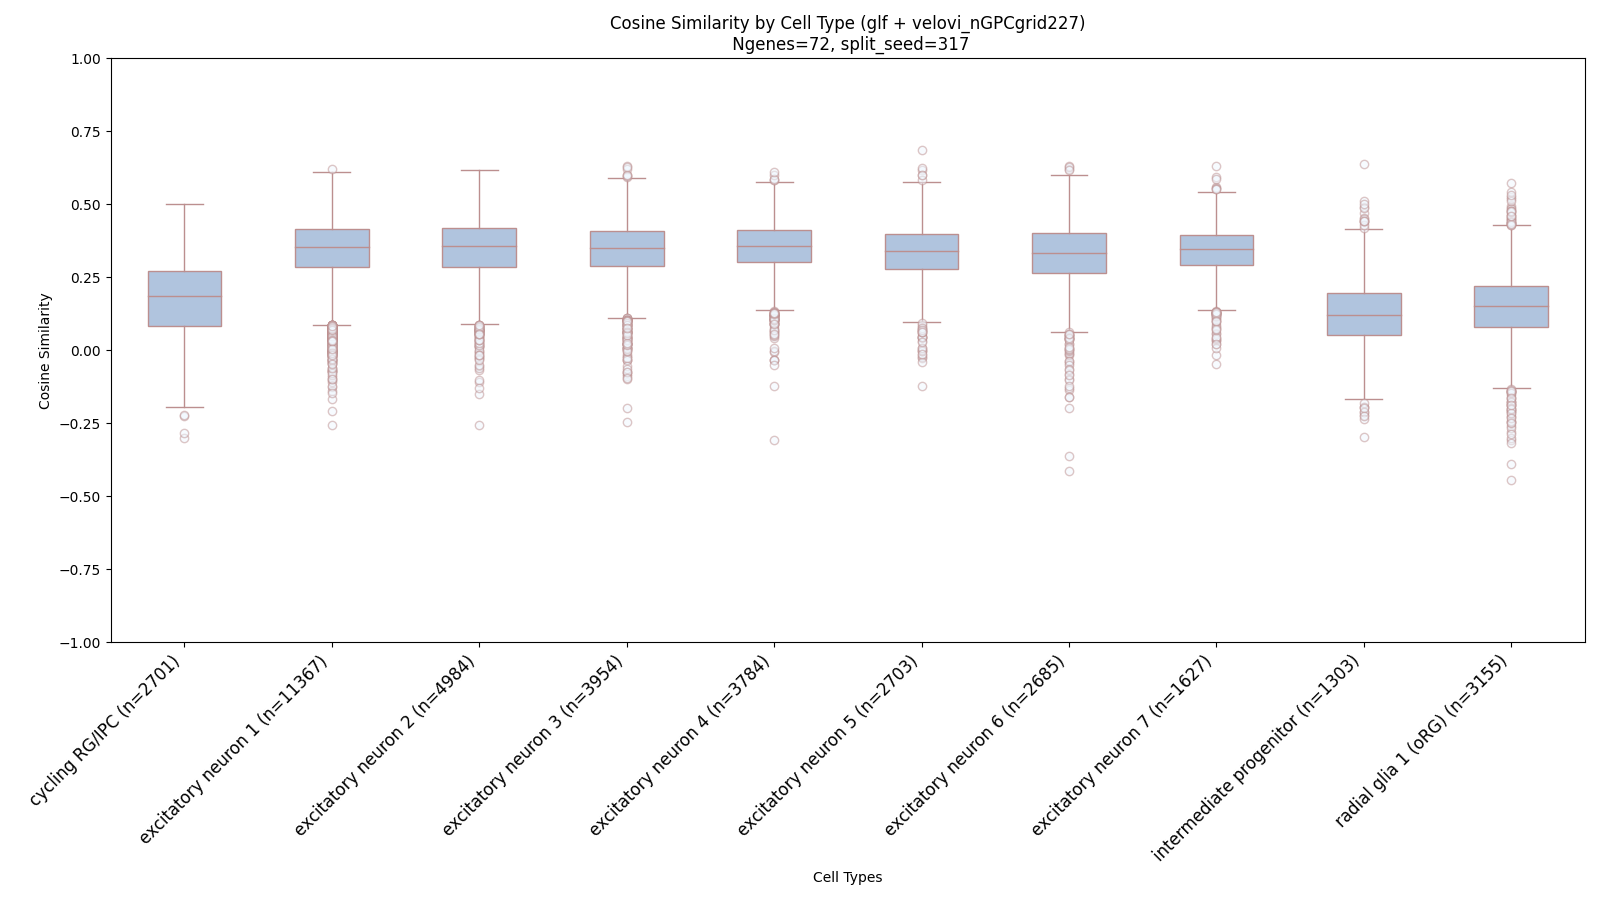 Cosine Similarity by Cell Type (glf + velovi_nGPCgrid227)
Ngenes=72, split_seed=317
1.00
0.75
0.50
0.25
0.00
−0.25
−0.50
−0.75
−1.00
Cosine Similarity
cycling RG/IPC (n=2701)
excitatory neuron 1 (n=11367)
excitatory neuron 2 (n=4984)
excitatory neuron 3 (n=3954)
excitatory neuron 4 (n=3784)
excitatory neuron 5 (n=2703)
excitatory neuron 6 (n=2685)
excitatory neuron 7 (n=1627)
intermediate progenitor (n=1303)
radial glia 1 (oRG) (n=3155)
Cell Types